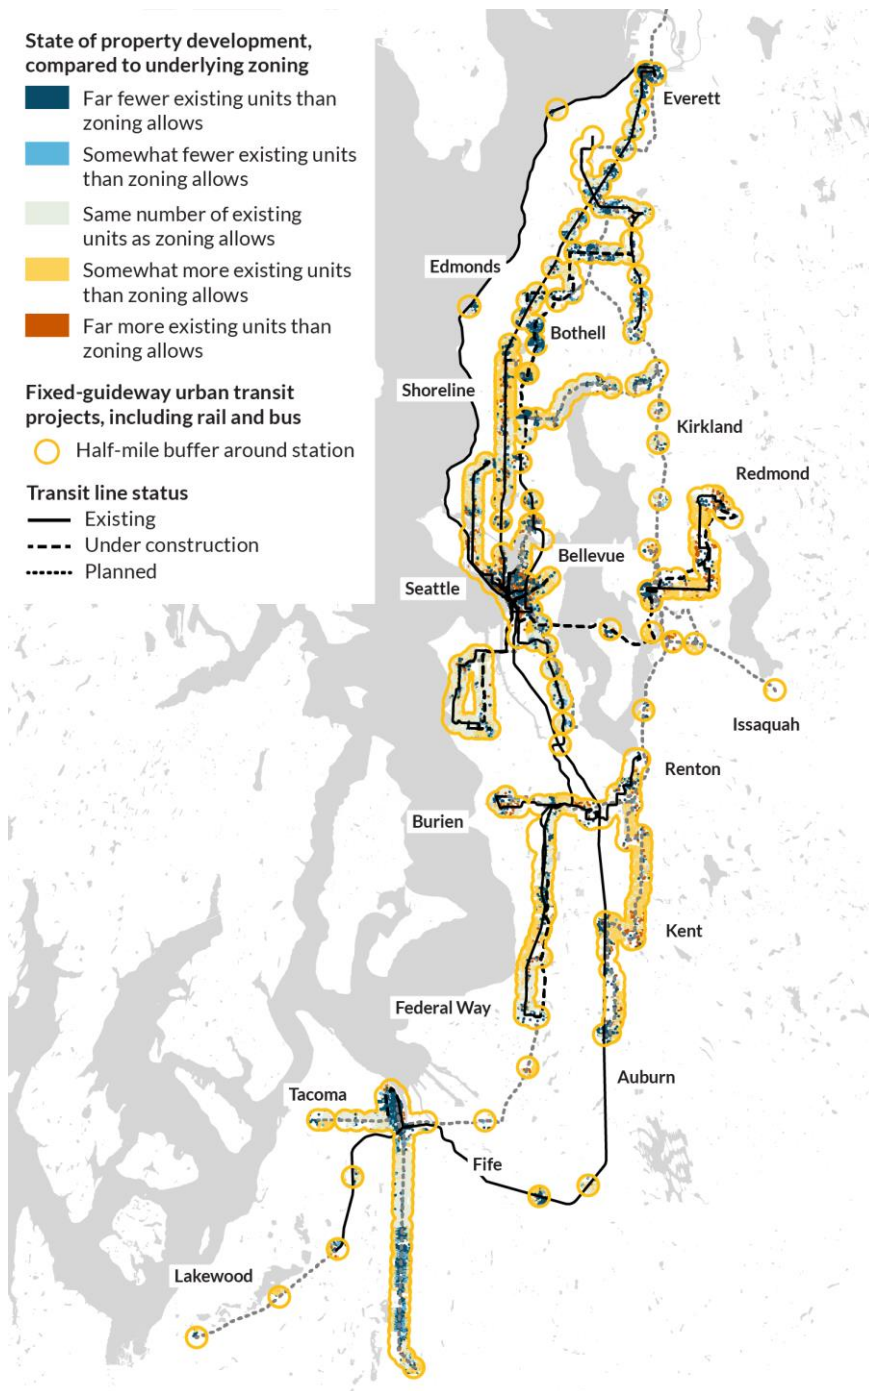 State of property development,
compared to underlying zoning
Far fewer existing units than
zoning allows
Somewhat fewer existing units
than zoning allows
Same number of existing
units as zoning allows
Somewhat more existing units
than zoning allows
Far more existing units than
zoning allows
Fixed-guideway urban transit
projects, including rail and bus
Half-mile buffer around station
Transit line status
Existing
Under construction
Planned
Everett
Edmonds
Bothell
Shoreline
Kirkland
Redmond
Bellevue
Seattle
Issaquah
Renton
Burien
Kent
Federal Way
Auburn
Tacoma
Fife
Lakewood